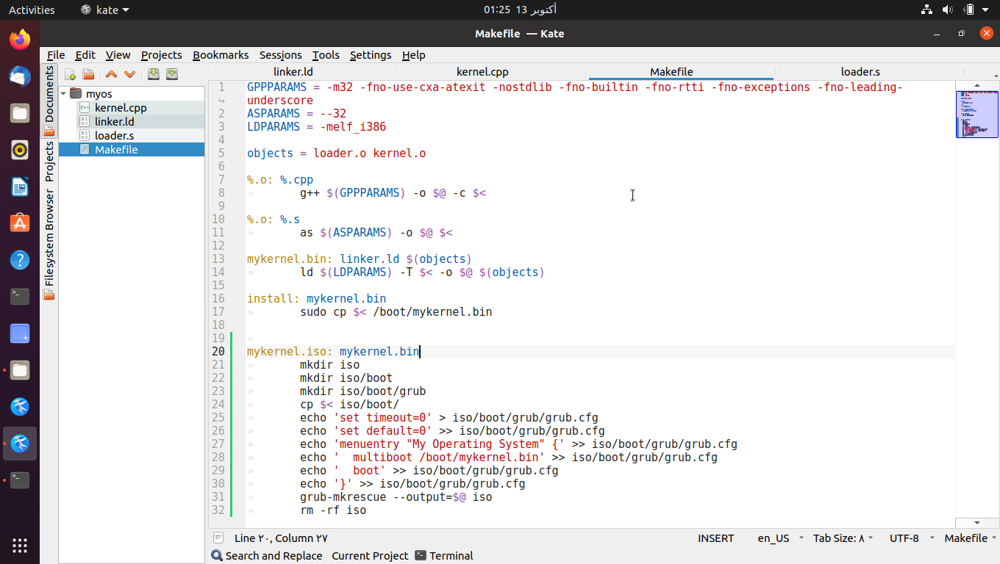 Activities
kate
01:25 13 أكتوبر
Makefile — Kate
File Edit View Projects Bookmarks Sessions Tools Settings Help
Documents
Projects
Filesystem Browser
myos
kernel.cpp
linker.ld
loader.s
Makefile
linker.ld kernel.cpp Makefile loader.s
1 GPPPARAMS = -m32 -fno-use-cxa-atexit -nostdlib -fno-builtin -fno-rtti -fno-exceptions -fno-leading-
underscore
2 ASPARAMS = --32
3 LDPARAMS = -melf_i386
4
5 objects = loader.o kernel.o
6
7 %.o: %.cpp
8 g++ $(GPPPARAMS) -o $@ -c $<
9
10 %.o: %.s
11 as $(ASPARAMS) -o $@ $<
12
13 mykernel.bin: linker.ld $(objects)
14 ld $(LDPARAMS) -T $< -o $@ $(objects)
15
16 install: mykernel.bin
17 sudo cp $< /boot/mykernel.bin
18
19
20 mykernel.iso: mykernel.bin
21 mkdir iso
22 mkdir iso/boot
23 mkdir iso/boot/grub
24 cp $< iso/boot/
25 echo 'set timeout=0' > iso/boot/grub/grub.cfg
26 echo 'set default=0' >> iso/boot/grub/grub.cfg
27 echo 'menuentry "My Operating System" {' >> iso/boot/grub/grub.cfg
28 echo '  multiboot /boot/mykernel.bin' >> iso/boot/grub/grub.cfg
29 echo '  boot' >> iso/boot/grub/grub.cfg
30 echo '}' >> iso/boot/grub/grub.cfg
31 grub-mkrescue --output=$@ iso
32 rm -rf iso
Line ٢٠, Column ٢٧ INSERT en_US Tab Size: ٨ UTF-8 Makefile
Search and Replace Current Project Terminal